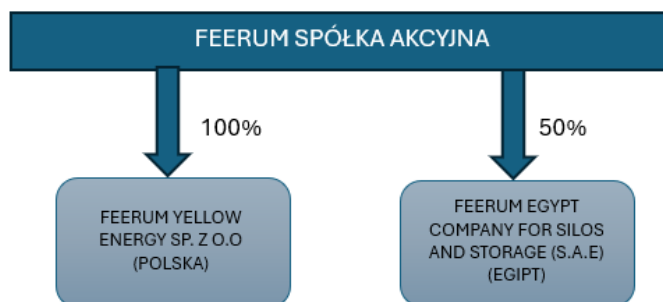 FEERUM SPÓŁKA AKCYJNA
100%
50%
FEERUM YELLOW
ENERGY SP. Z O.O
(POLSKA)
FEERUM EGYPT
COMPANY FOR SILOS
AND STORAGE (S.A.E)
(EGIPT)